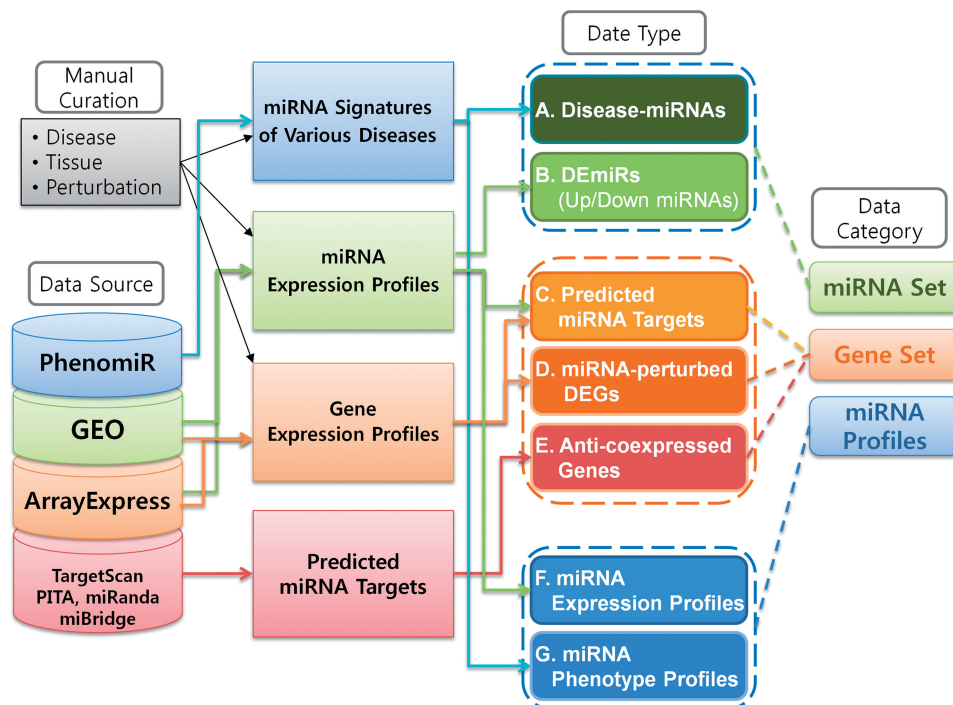 Date Type
Manual
Curation
• Disease
• Tissue
• Perturbation
miRNA Signatures
of Various Diseases
A. Disease-miRNAs
B. DEmiRs
(Up/Down miRNAs)
Data
Category
miRNA
Expression Profiles
Data Source
C. Predicted
miRNA Targets
miRNA Set
PhenomiR
Gene Set
D. miRNA-perturbed
DEGs
GEO
Gene
Expression Profiles
miRNA
Profiles
E. Anti-coexpressed
Genes
ArrayExpress
TargetScan
PITA, miRanda
miBridge
Predicted
miRNA Targets
F. miRNA
Expression Profiles
G. miRNA
Phenotype Profiles